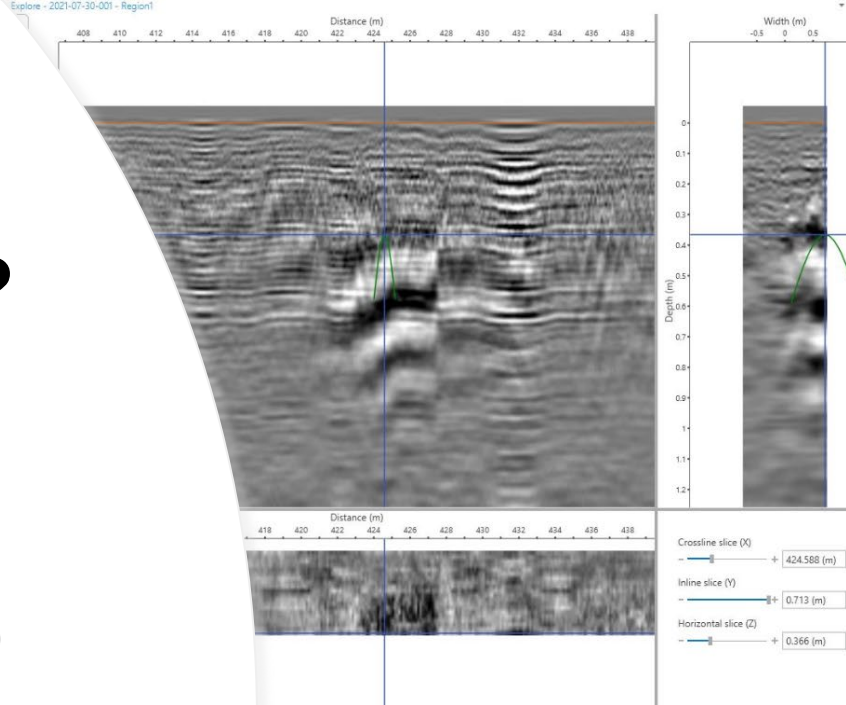 Explore - 2021-07-30-001 - Region1
Distance (m)
408 410 412 414 416 418 420 422 424 426 428 430 432 434 436 438
Width (m)
-0.5 0 0.5
0
0.1
0.2
0.3
0.4
0.5
0.6
0.7
0.8
0.9
1
1.1
1.2
Depth (m)
Distance (m)
418 420 422 424 426 428 430 432 434 436 438
Crossline slice (X)
- + 424.588 (m)
Inline slice (Y)
- + 0.713 (m)
Horizontal slice (Z)
- + 0.366 (m)